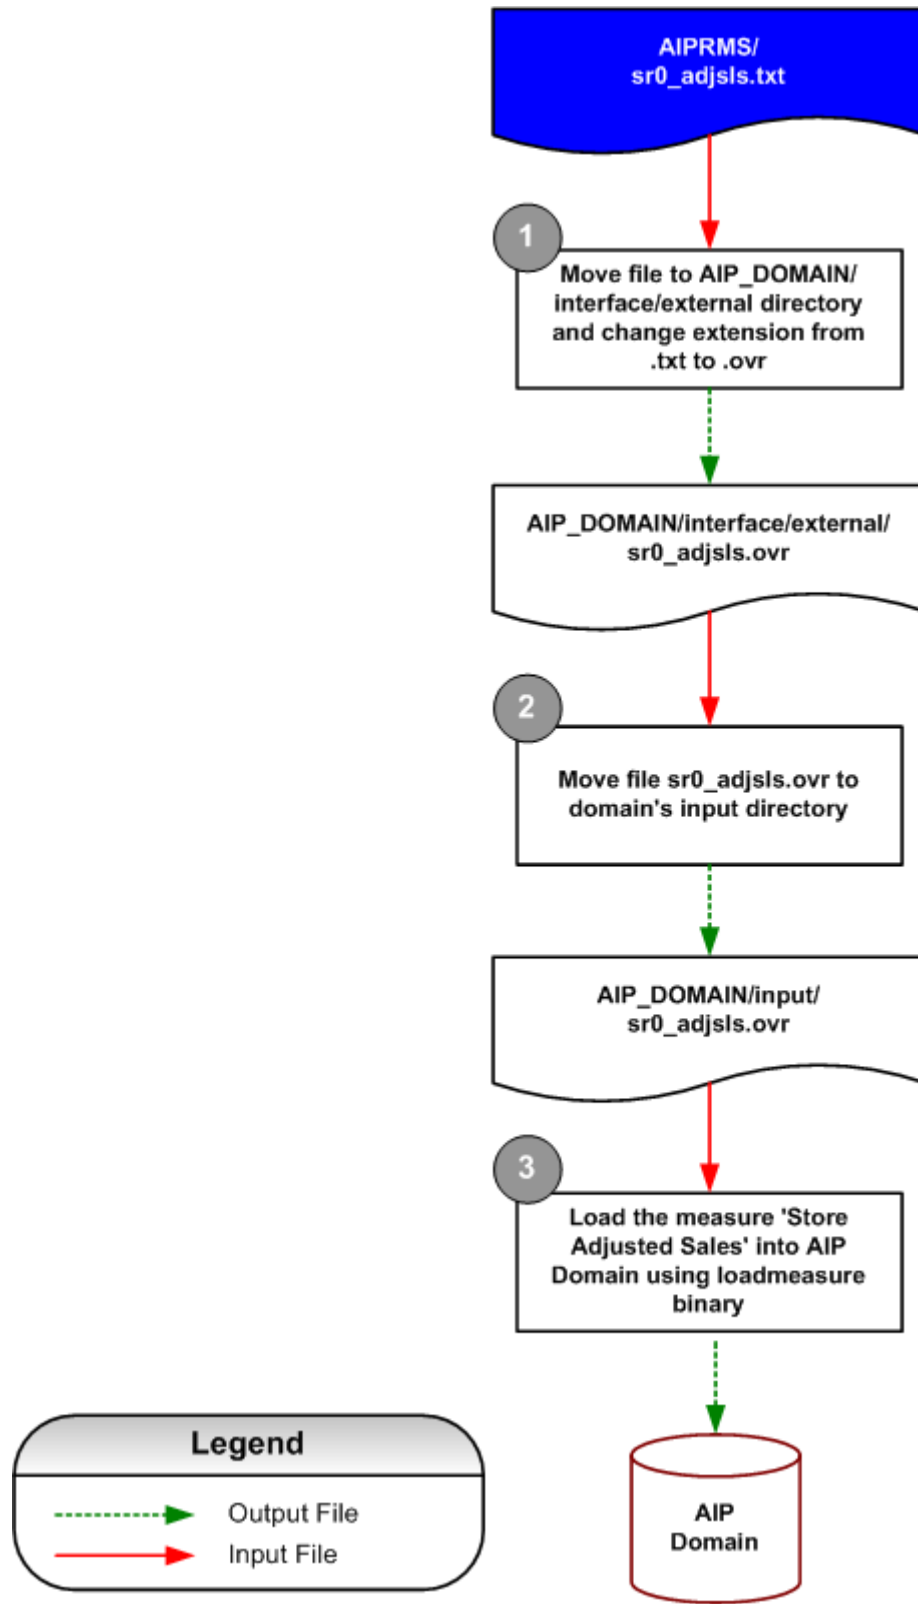 AIPRMS/
sr0_adjsls.txt
1
Move file to AIP_DOMAIN/
interface/external directory
and change extension from
.txt to .ovr
AIP_DOMAIN/interface/external/
sr0_adjsls.ovr
2
Move file sr0_adjsls.ovr to
domain's input directory
AIP_DOMAIN/input/
sr0_adjsls.ovr
3
Load the measure 'Store
Adjusted Sales' into AIP
Domain using loadmeasure
binary
AIP
Domain
Legend
Output File
Input File